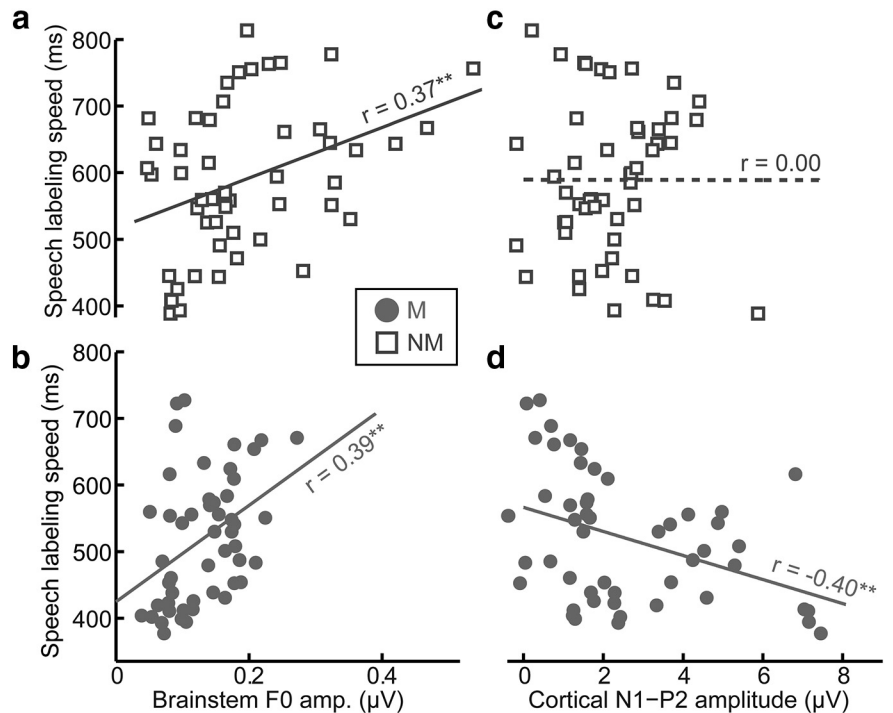 a
Speech labeling speed (ms)
800
700
600
500
400
r = 0.37**
c
r = 0.00
M
NM
b
Speech labeling speed (ms)
800
700
600
500
400
r = 0.39**
0
0.2
0.4
Brainstem F0 amp. (µV)
d
r = -0.40**
0
2
4
6
8
Cortical N1−P2 amplitude (µV)